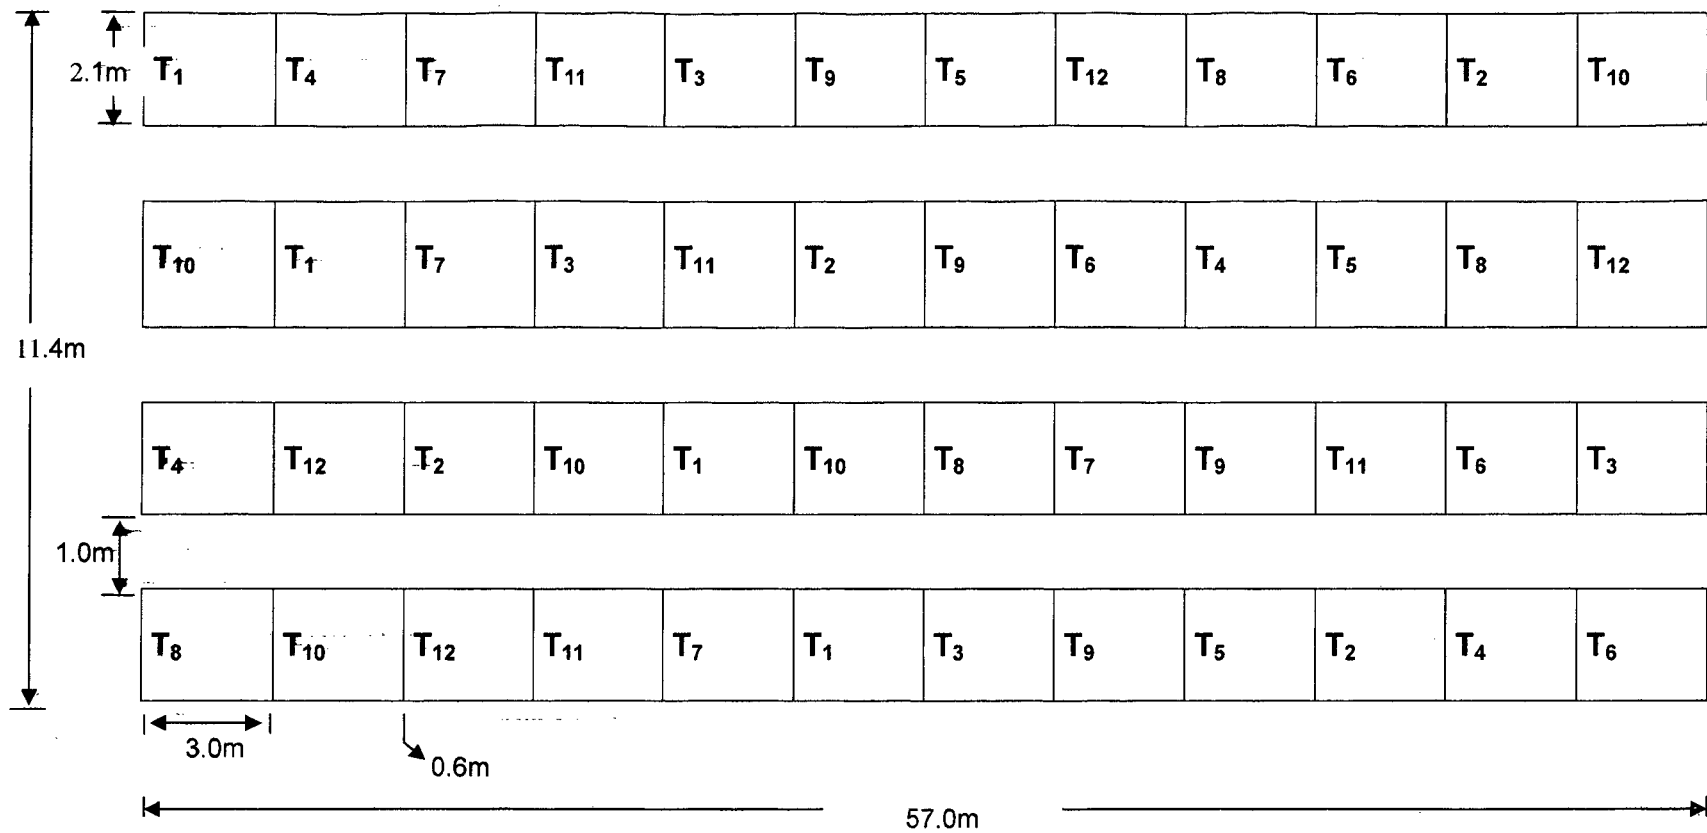 2.1m T₁ T₄ T₇ T₁₁ T₃ T₉ T₅ T₁₂ T₈ T₆ T₂ T₁₀
T₁₀ T₁ T₇ T₃ T₁₁ T₂ T₉ T₆ T₄ T₅ T₈ T₁₂
11.4m
T₄ T₁₂ T₂ T₁₀ T₁ T₁₀ T₈ T₇ T₉ T₁₁ T₆ T₃
1.0m
T₈ T₁₀ T₁₂ T₁₁ T₇ T₁ T₃ T₉ T₅ T₂ T₄ T₆
3.0m
0.6m
57.0m